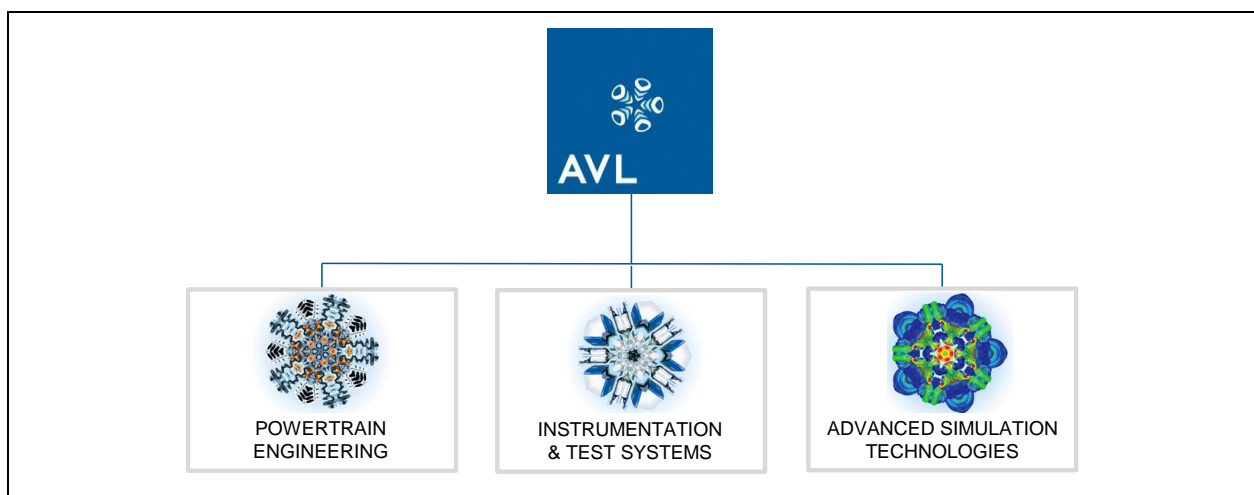 AVL
POWERTRAIN
ENGINEERING
INSTRUMENTATION
& TEST SYSTEMS
ADVANCED SIMULATION
TECHNOLOGIES